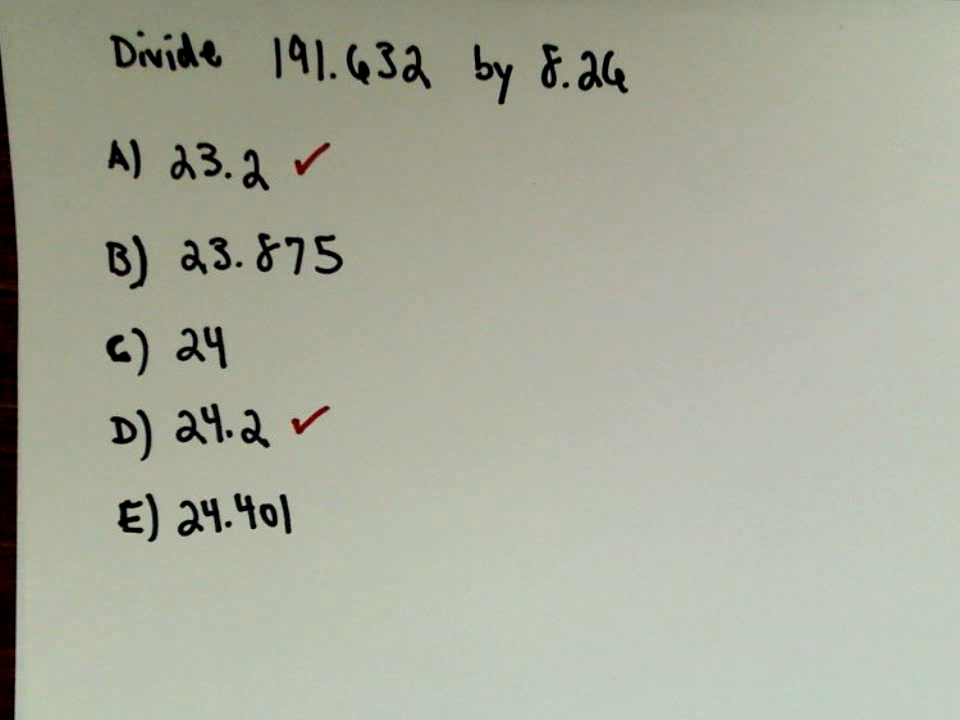 Divide 191.632 by 8.26
A) 23.2 ✓
B) 23.875
C) 24
D) 24.2 ✓
E) 24.401